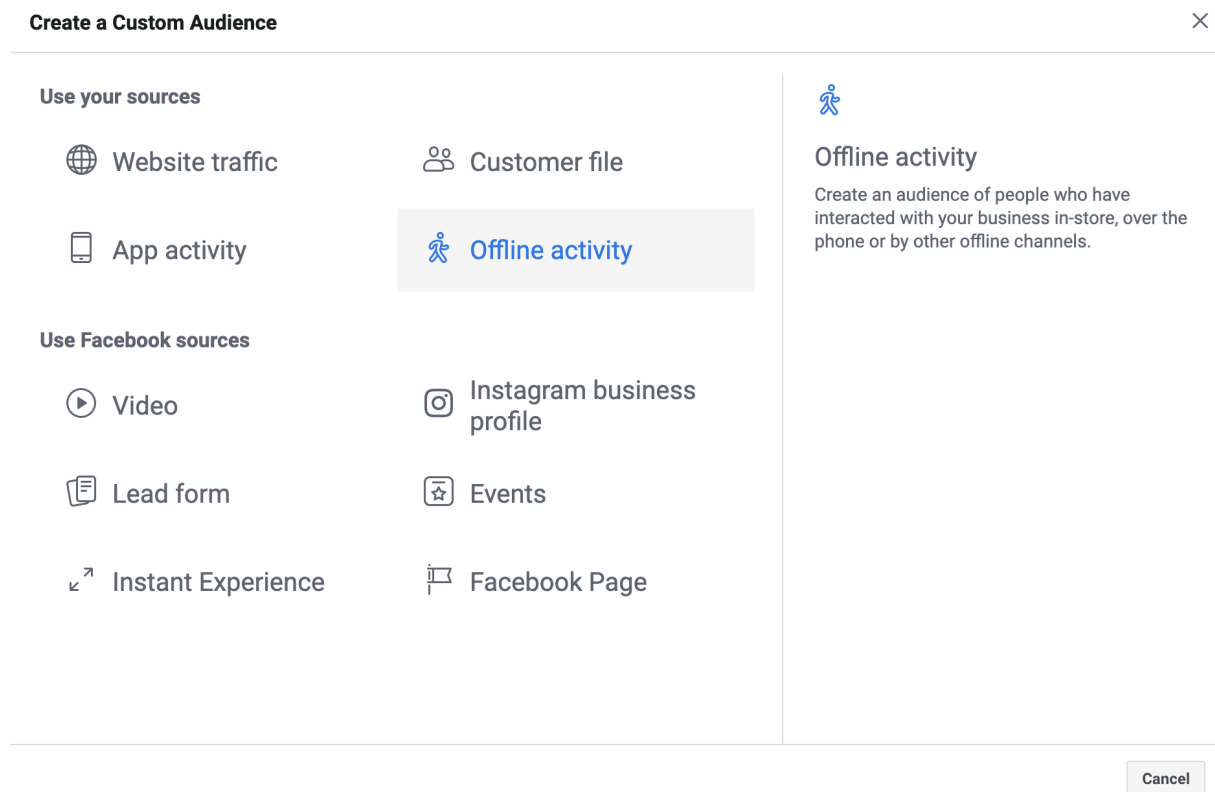 Create a Custom Audience
Use your sources
Website traffic
Customer file
App activity
Offline activity
Use Facebook sources
Video
Instagram business
profile
Lead form
Events
Instant Experience
Facebook Page
Offline activity
Create an audience of people who have
interacted with your business in-store, over the
phone or by other offline channels.
Cancel